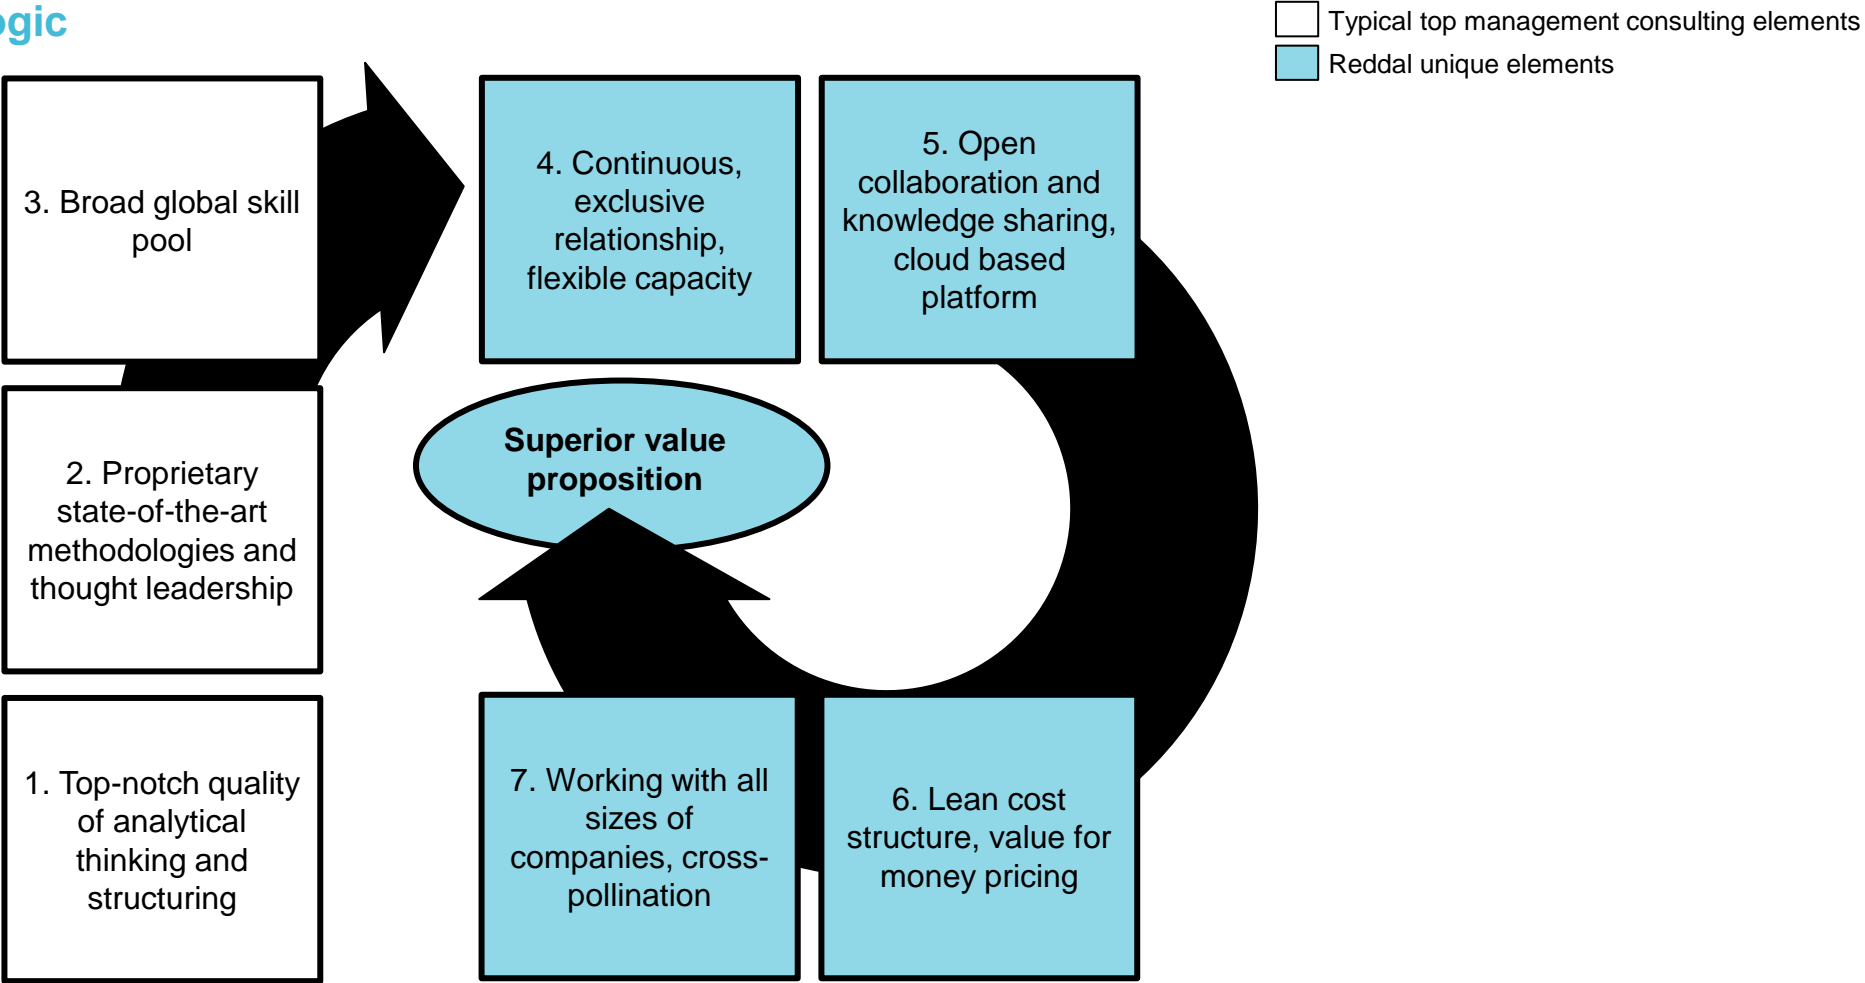 ogic
Typical top management consulting elements
Reddal unique elements
3. Broad global skill
pool
4. Continuous,
exclusive
relationship,
flexible capacity
5. Open
collaboration and
knowledge sharing,
cloud based
platform
2. Proprietary
state-of-the-art
methodologies and
thought leadership
Superior value
proposition
1. Top-notch quality
of analytical
thinking and
structuring
7. Working with all
sizes of
companies, cross-
pollination
6. Lean cost
structure, value for
money pricing